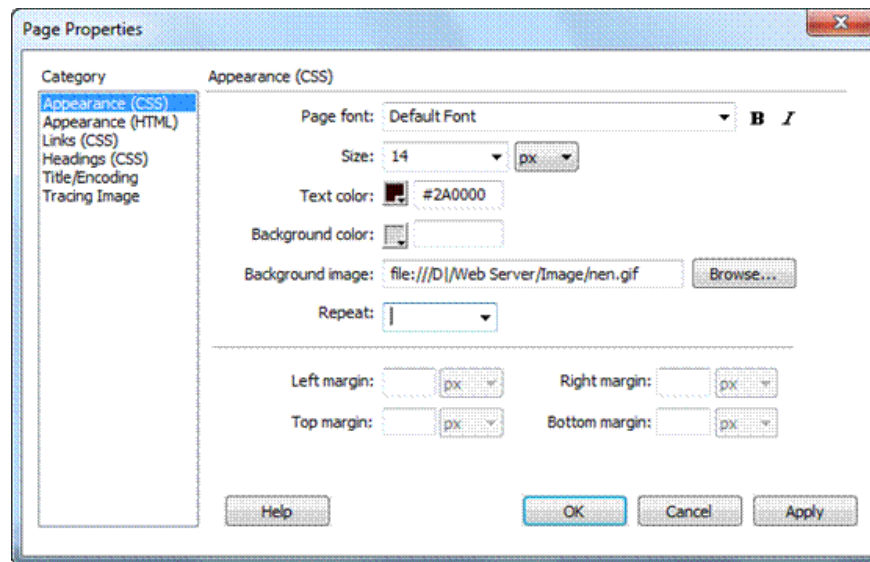 Page Properties
Category
Appearance (CSS)
Appearance (HTML)
Links (CSS)
Headings (CSS)
Title/Encoding
Tracing Image
Appearance (CSS)
Page font: Default Font B I
Size: 14 px
Text color: #2A0000
Background color:
Background image: file:///D|/Web Server/Image/nen.gif Browse...
Repeat:
Left margin: px Right margin: px
Top margin: px Bottom margin: px
Help OK Cancel Apply